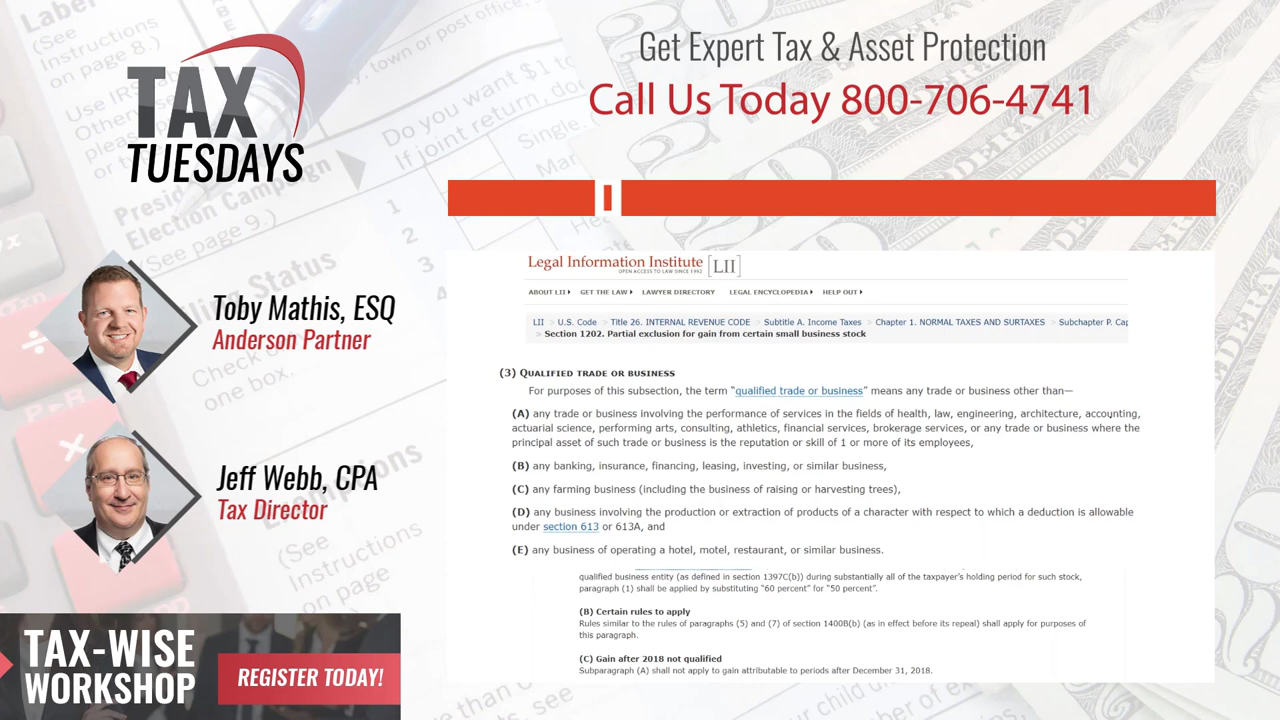 TAX
TUESDAYS
Get Expert Tax & Asset Protection
Call Us Today 800-706-4741
Toby Mathis, ESQ
Anderson Partner
Jeff Webb, CPA
Tax Director
TAX-WISE
WORKSHOP
REGISTER TODAY!
Legal Information Institute [LII]
OPEN ACCESS TO LAW SINCE 1992
ABOUT LII GET THE LAW LAWYER DIRECTORY LEGAL ENCYCLOPEDIA HELP OUT
LII > U.S. Code > Title 26. INTERNAL REVENUE CODE > Subtitle A. Income Taxes > Chapter 1. NORMAL TAXES AND SURTAXES > Subchapter P. Cap
> Section 1202. Partial exclusion for gain from certain small business stock
(3) QUALIFIED TRADE OR BUSINESS
For purposes of this subsection, the term “qualified trade or business” means any trade or business other than—
(A) any trade or business involving the performance of services in the fields of health, law, engineering, architecture, accounting,
actuarial science, performing arts, consulting, athletics, financial services, brokerage services, or any trade or business where the
principal asset of such trade or business is the reputation or skill of 1 or more of its employees,
(B) any banking, insurance, financing, leasing, investing, or similar business,
(C) any farming business (including the business of raising or harvesting trees),
(D) any business involving the production or extraction of products of a character with respect to which a deduction is allowable
under section 613 or 613A, and
(E) any business of operating a hotel, motel, restaurant, or similar business.
qualified business entity (as defined in section 1397C(b)) during substantially all of the taxpayer’s holding period for such stock,
paragraph (1) shall be applied by substituting “60 percent” for “50 percent”.
(B) Certain rules to apply
Rules similar to the rules of paragraphs (5) and (7) of section 1400B(b) (as in effect before its repeal) shall apply for purposes of
this paragraph.
(C) Gain after 2018 not qualified
Subparagraph (A) shall not apply to gain attributable to periods after December 31, 2018.